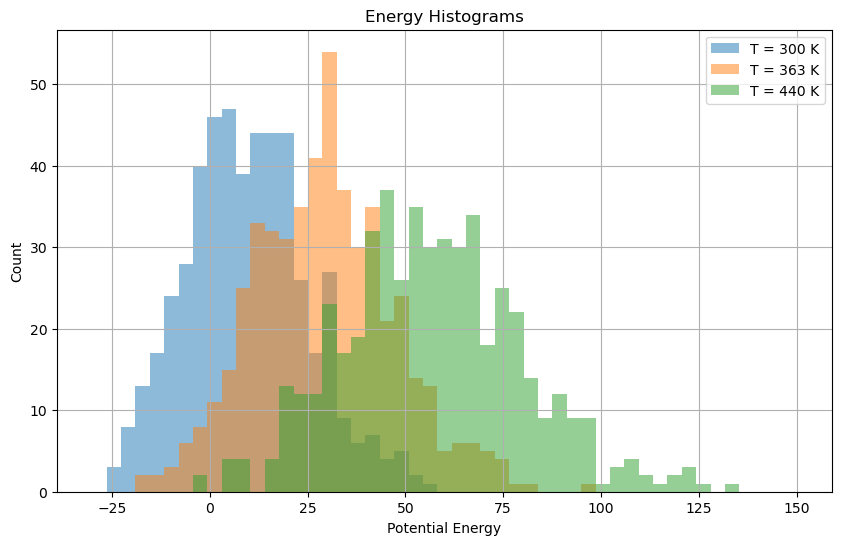 Energy Histograms
T = 300 K
T = 363 K
T = 440 K
Count
50
40
30
20
10
0
−25
0
25
50
75
100
125
150
Potential Energy